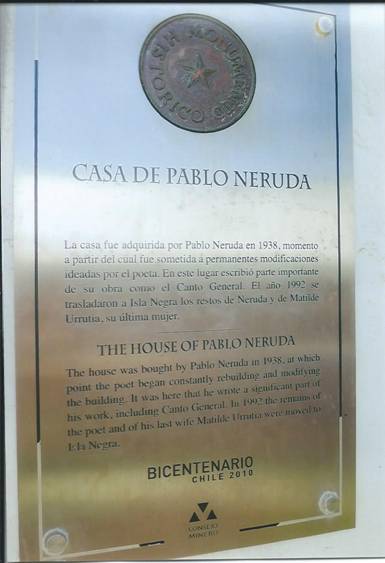 MONUMENTO HISTORICO
CASA DE PABLO NERUDA
La casa fue adquirida por Pablo Neruda en 1938, momento
a partir del cual fue sometida á permanentes modificaciones
ideadas por el poeta. En este lugar escribió parte importante
de su obra como el Canto General. El año 1992 se
trasladaron a Isla Negra los restos de Neruda y de Matilde
Urrutia, su última mujer.
THE HOUSE OF PABLO NERUDA
The house was bought by Pablo Neruda in 1938, at which
point the poet began constantly rebuilding and modifying
the building. It was here that he wrote a significant part of
his work, including Canto General. In 1992 the remains of
the poet and of his last wife Matilde Urrutia were moved to
Isla Negra.
BICENTENARIO
CHILE 2010
CONSEJO
MINERO